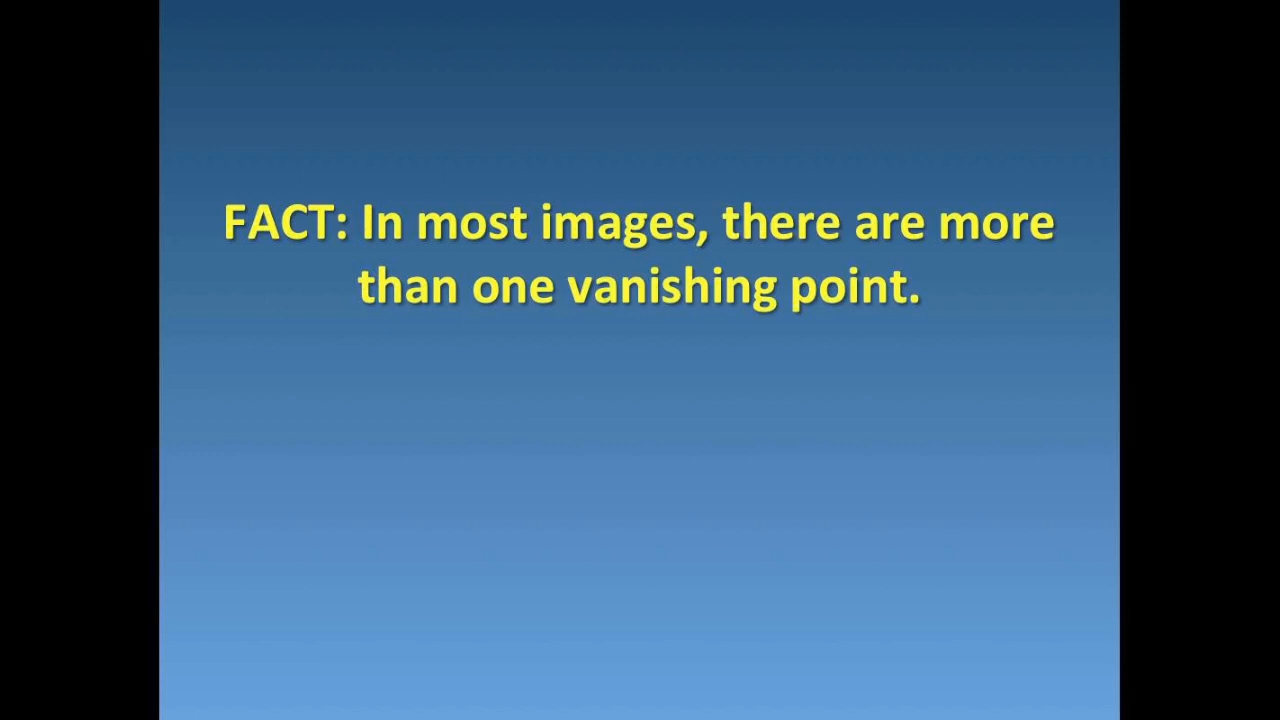 FACT: In most images, there are more
than one vanishing point.